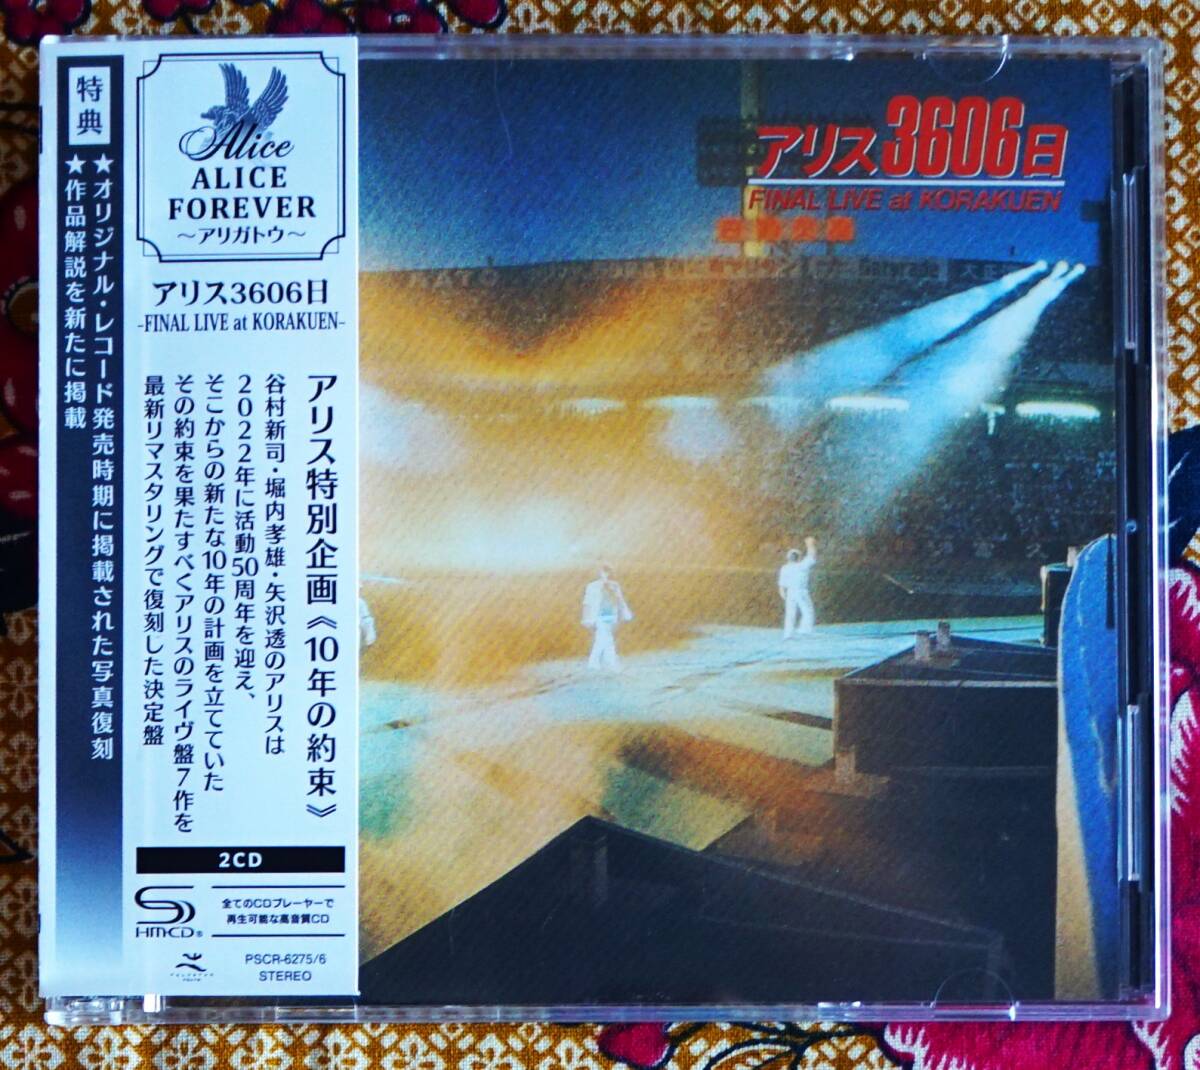 特典
★オリジナル・レコード発売時期に掲載された写真復刻
★作品解説を新たに掲載
Alice
ALICE
FOREVER
～アリガトウ～
アリス3606日
-FINAL LIVE at KORAKUEN-
アリス特別企画《10年の約束》
谷村新司・堀内孝雄・矢沢透のアリスは
2022年に活動50周年を迎え、
そこからの新たな10年の計画を立てていた
その約束を果たすべくアリスのライヴ盤7作を
最新リマスタリングで復刻した決定盤
2CD
SHM-CD®
全てのCDプレーヤーで
再生可能な高音質CD
PSCR-6275/6
STEREO
アリス3606日
FINAL LIVE at KORAKUEN
Gatorade